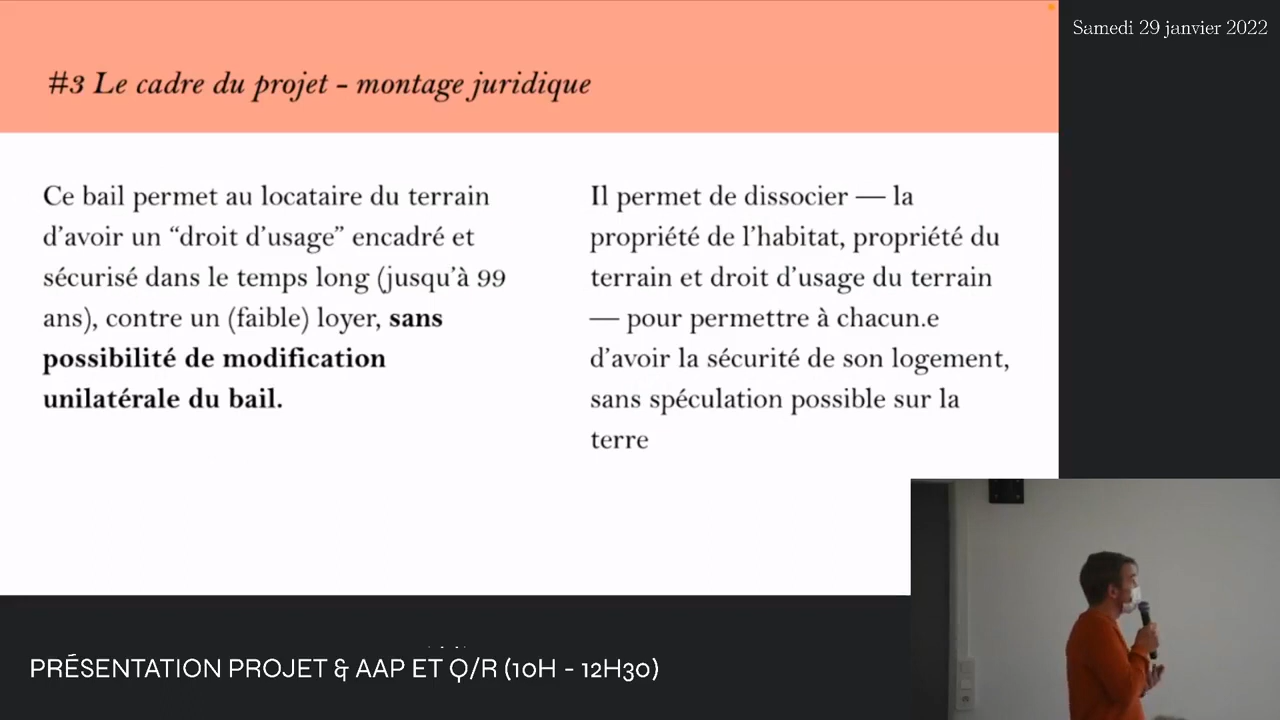 Samedi 29 janvier 2022
#3 Le cadre du projet - montage juridique
Ce bail permet au locataire du terrain
d’avoir un “droit d’usage” encadré et
sécurisé dans le temps long (jusqu’à 99
ans), contre un (faible) loyer, sans
possibilité de modification
unilatérale du bail.
Il permet de dissocier — la
propriété de l’habitat, propriété du
terrain et droit d’usage du terrain
— pour permettre à chacun.e
d’avoir la sécurité de son logement,
sans spéculation possible sur la
terre
PRÉSENTATION PROJET & AAP ET Q/R (10H - 12H30)